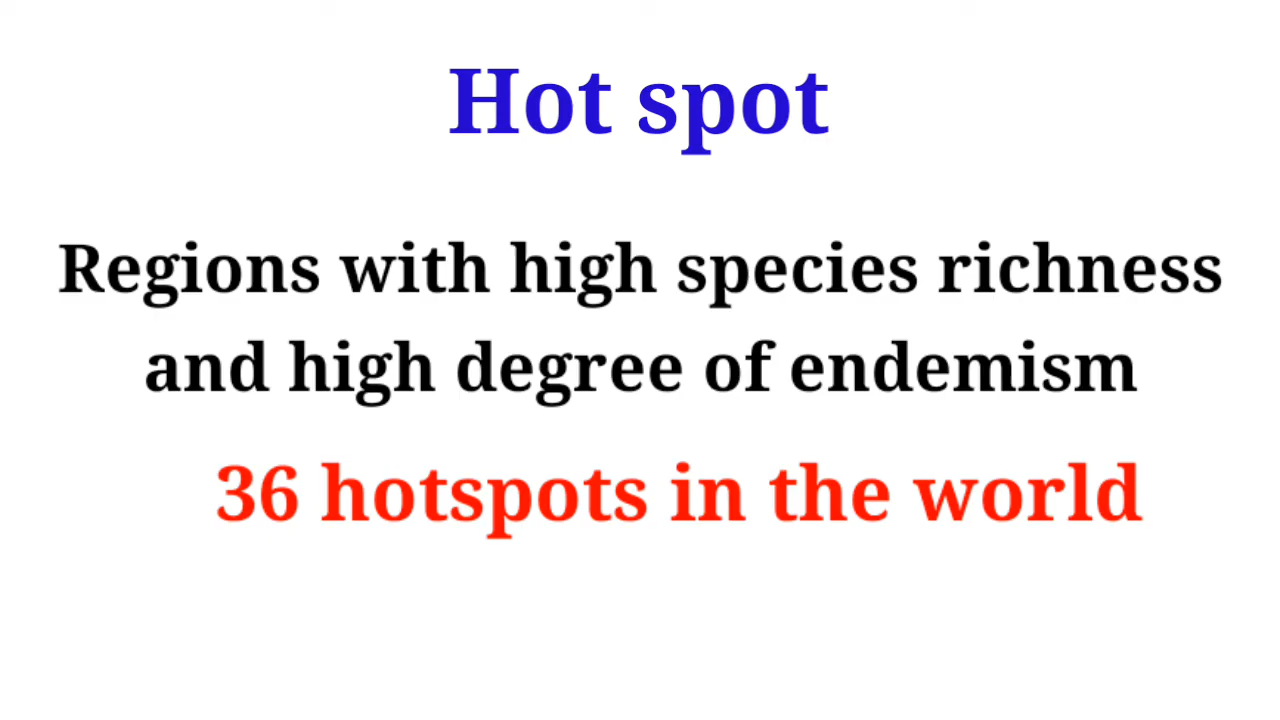 Hot spot
Regions with high species richness
and high degree of endemism
36 hotspots in the world